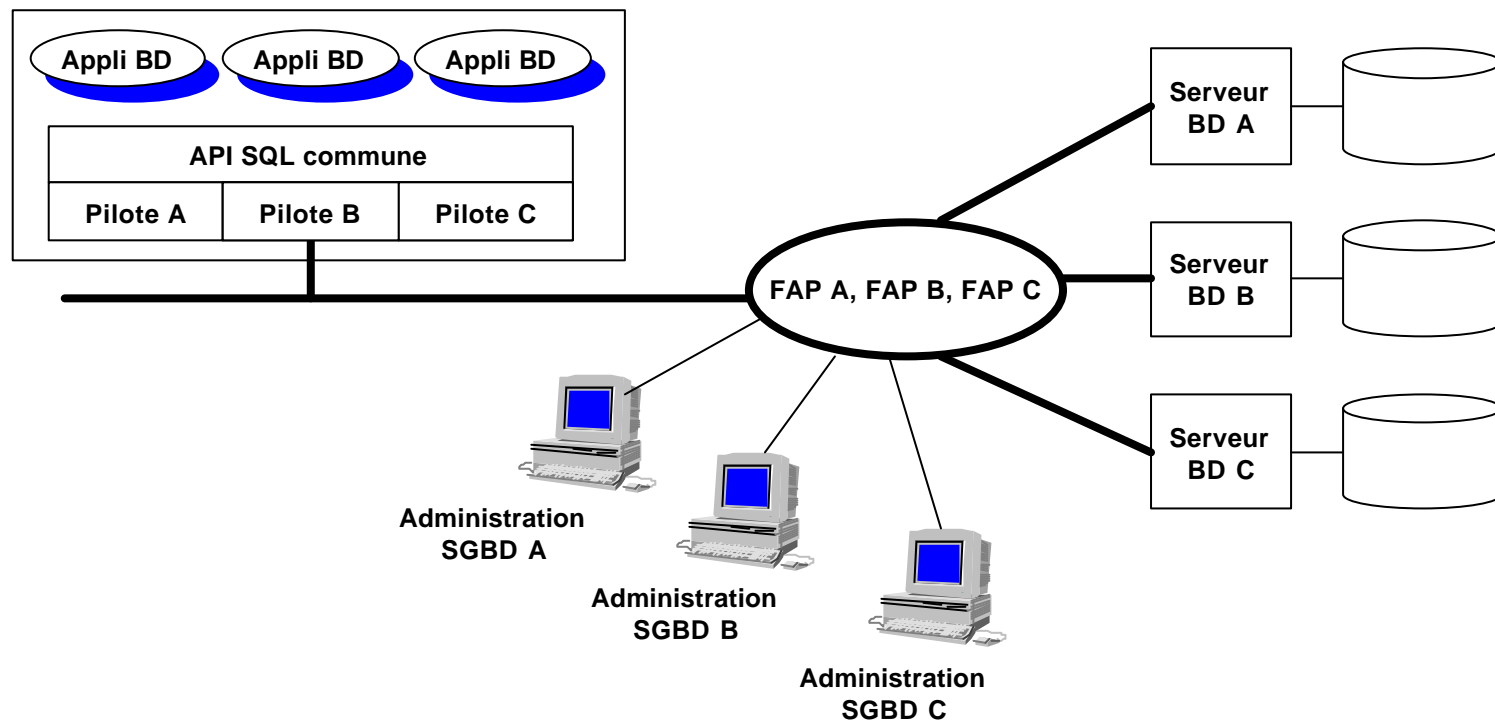 Appli BD
Appli BD
Appli BD
API SQL commune
Pilote A
Pilote B
Pilote C
FAP A, FAP B, FAP C
Serveur
BD A
Serveur
BD B
Serveur
BD C
Administration
SGBD A
Administration
SGBD B
Administration
SGBD C